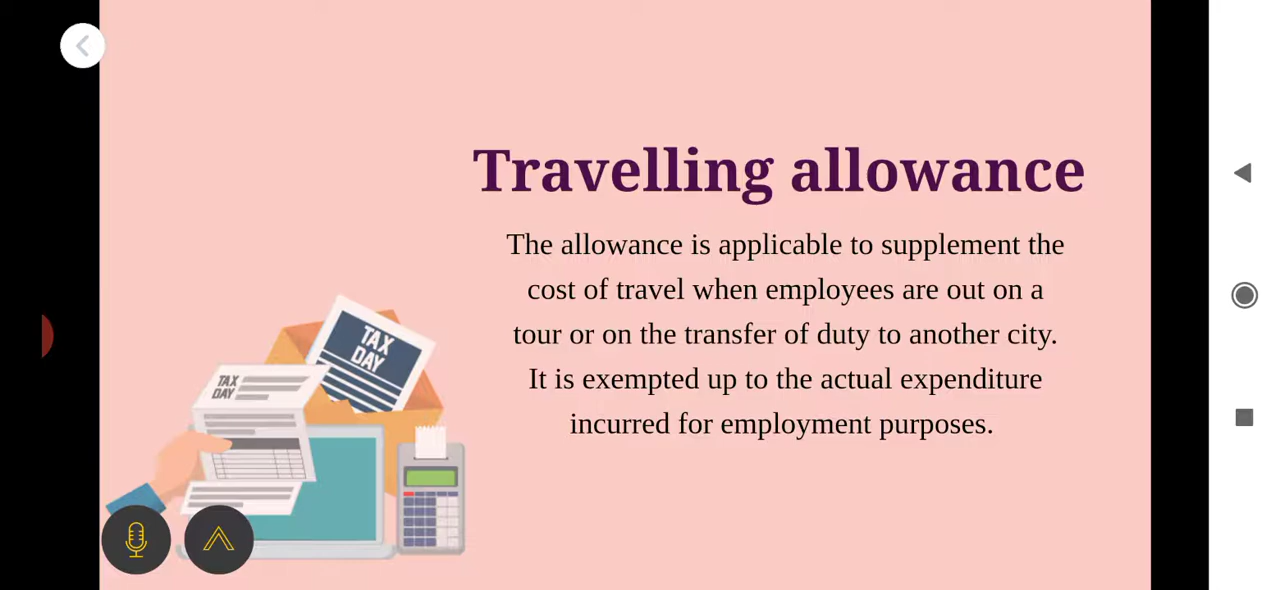 Travelling allowance
The allowance is applicable to supplement the
cost of travel when employees are out on a
tour or on the transfer of duty to another city.
It is exempted up to the actual expenditure
incurred for employment purposes.
TAX
DAY
TAX
DAY